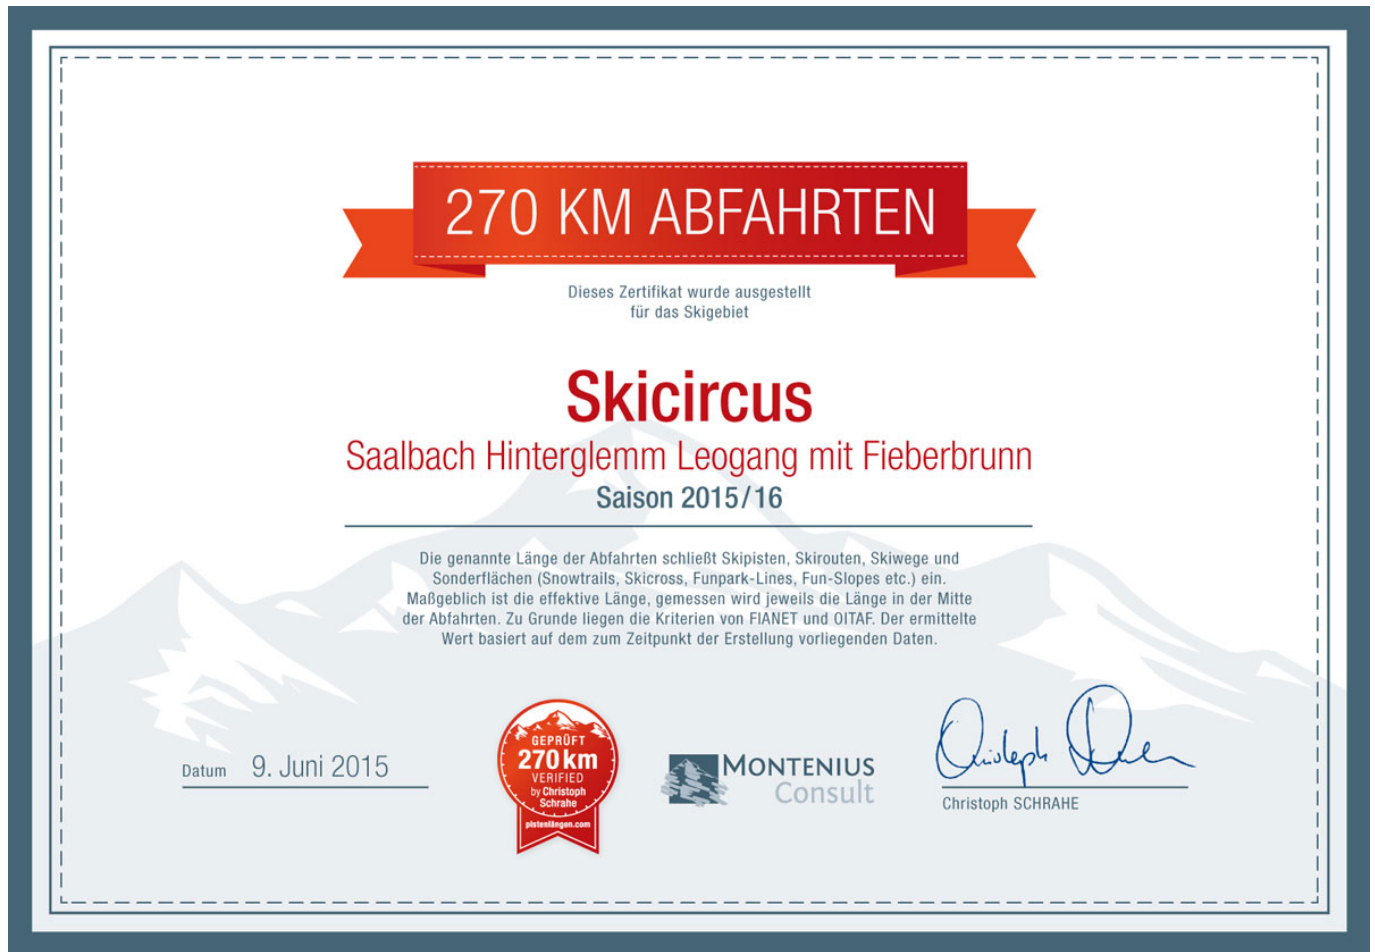 270 KM ABFAHRTEN
Dieses Zertifikat wurde ausgestellt
für das Skigebiet
Skicircus
Saalbach Hinterglemm Leogang mit Fieberbrunn
Saison 2015/16
Die genannte Länge der Abfahrten schließt Skipisten, Skirouten, Skiwege und
Sonderflächen (Snowtrails, Skicross, Funpark-Lines, Fun-Slopes etc.) ein.
Maßgeblich ist die effektive Länge, gemessen wird jeweils die Länge in der Mitte
der Abfahrten. Zu Grunde liegen die Kriterien von FIANET und OITAF. Der ermittelte
Wert basiert auf dem zum Zeitpunkt der Erstellung vorliegenden Daten.
Datum 9. Juni 2015
GEPRÜFT
270 km
VERIFIED
by Christoph
Schrahe
pistenlängen.com
MONTENIUS
Consult
Christoph SCHRAHE